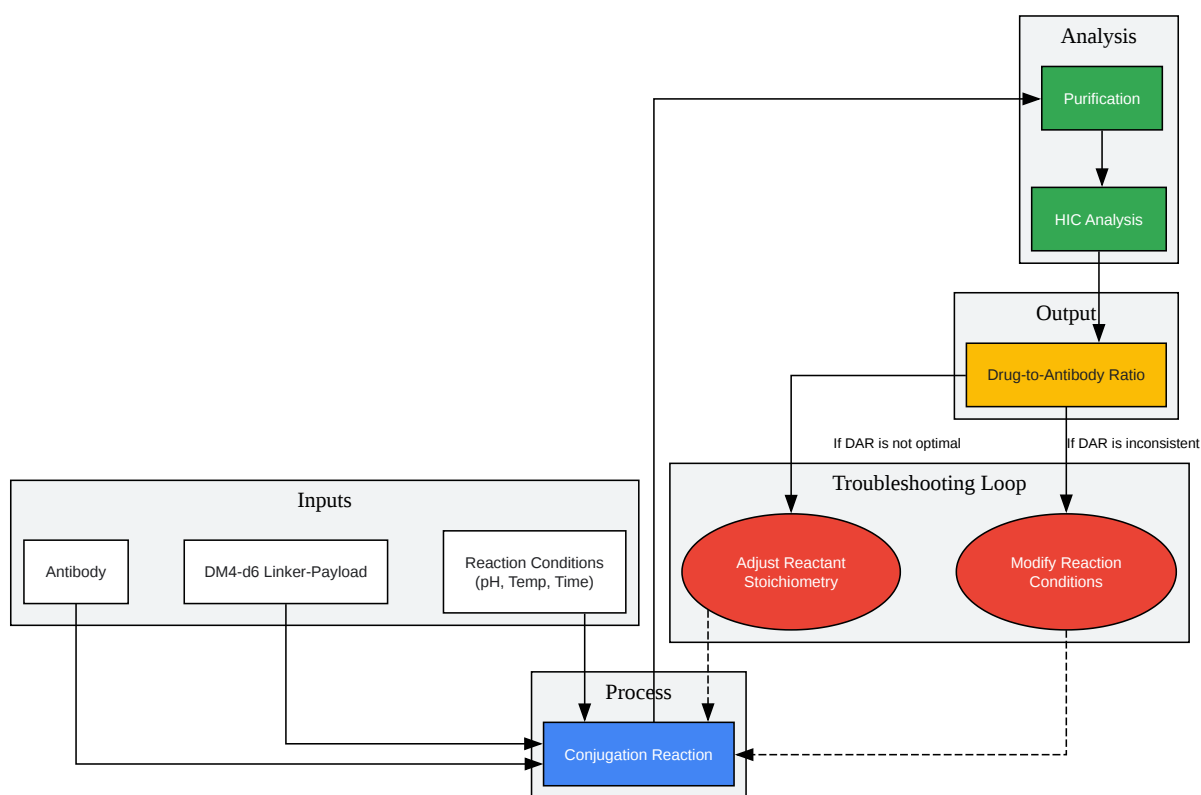 Analysis
Purification
HIC Analysis
Output
Drug-to-Antibody Ratio
If DAR is not optimal
If DAR is inconsistent
Troubleshooting Loop
Adjust Reactant
Stoichiometry
Modify Reaction
Conditions
Inputs
Antibody
DM4-d6 Linker-Payload
Reaction Conditions
(pH, Temp, Time)
Process
Conjugation Reaction